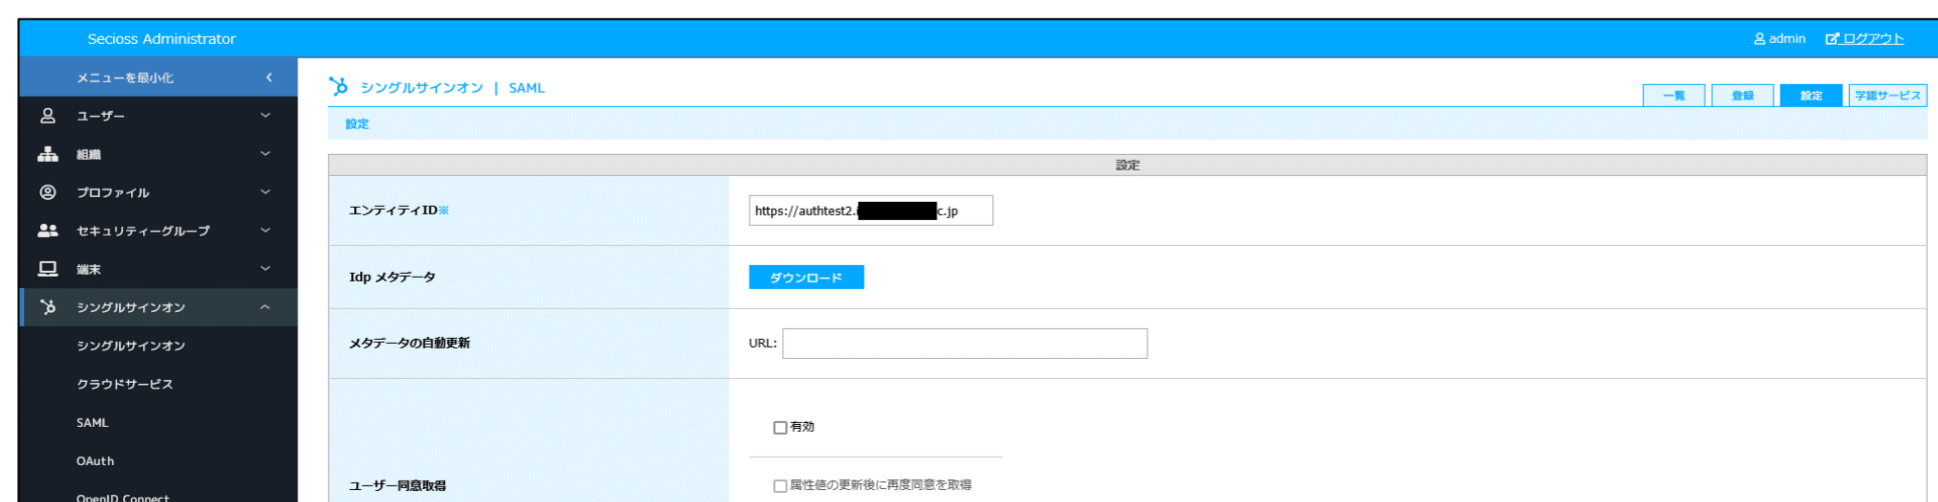 Secioss Administrator
admin ログアウト
メニューを最小化
シングルサインオン | SAML
一覧 登録 設定 学認サービス
ユーザー
設定
組織
設定
プロファイル
エンティティID※
https://authtest2. c.jp
セキュリティーグループ
端末
Idp メタデータ
ダウンロード
シングルサインオン
メタデータの自動更新
URL:
シングルサインオン
クラウドサービス
SAML
有効
OAuth
ユーザー同意取得
属性値の更新後に再度同意を取得
OpenID Connect